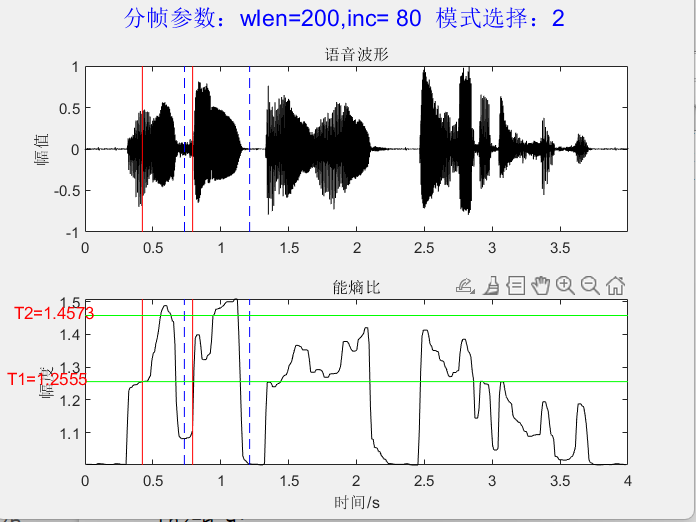 分帧参数：wlen=200,inc= 80 模式选择：2
语音波形
1
0.5
0
-0.5
-1
幅值
0 0.5 1 1.5 2 2.5 3 3.5
能熵比
1.5
T2=1.4573
1.4
1.3
T1=1.2555
1.2
1.1
幅度
0 0.5 1 1.5 2 2.5 3 3.5 4
时间/s